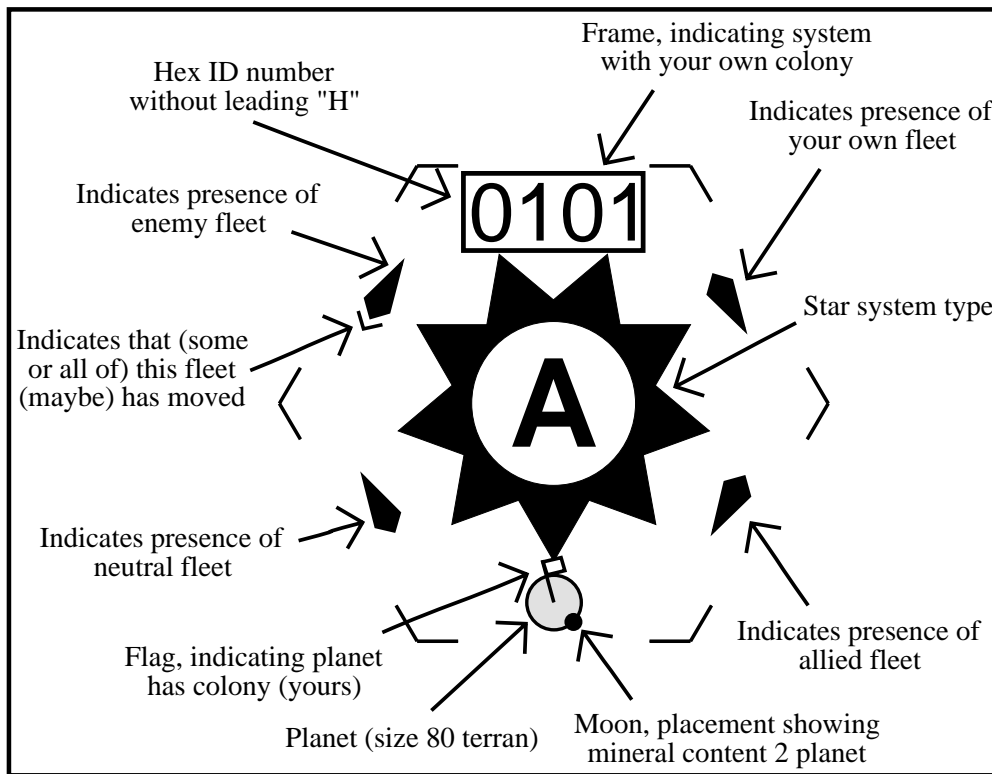 Frame, indicating system
with your own colony
Hex ID number
without leading "H"
Indicates presence of
your own fleet
Indicates presence of
enemy fleet
0101
Star system type
Indicates that (some
or all of) this fleet
(maybe) has moved
A
Indicates presence of
neutral fleet
Indicates presence of
allied fleet
Flag, indicating planet
has colony (yours)
Planet (size 80 terran)
Moon, placement showing
mineral content 2 planet